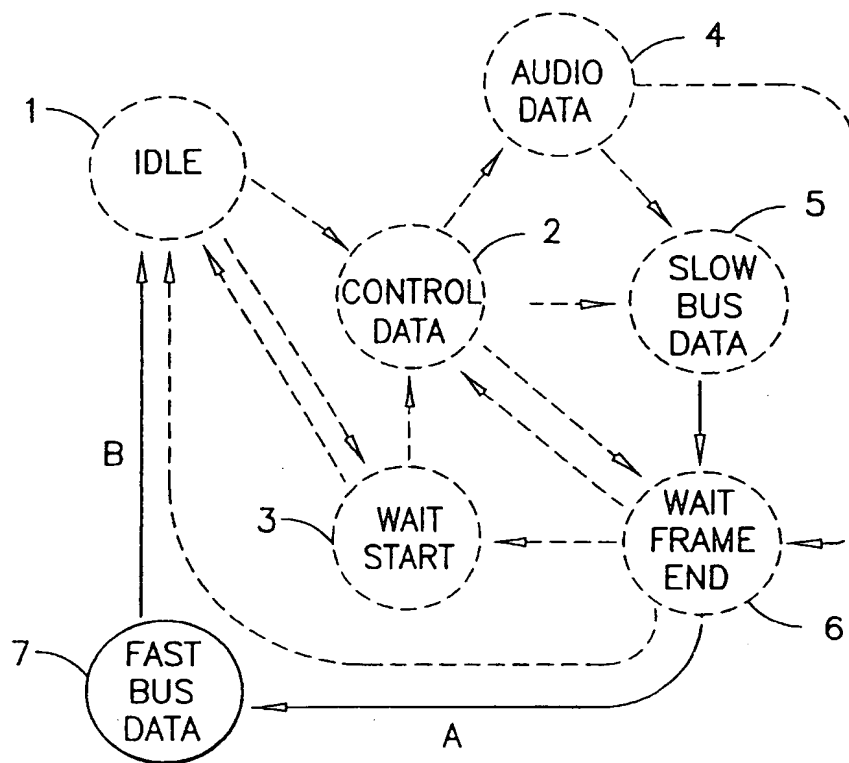 4
AUDIO
DATA
1
IDLE
5
2
SLOW
BUS
DATA
CONTROL
DATA
B
3
WAIT
START
WAIT
FRAME
END
6
7
FAST
BUS
DATA
A